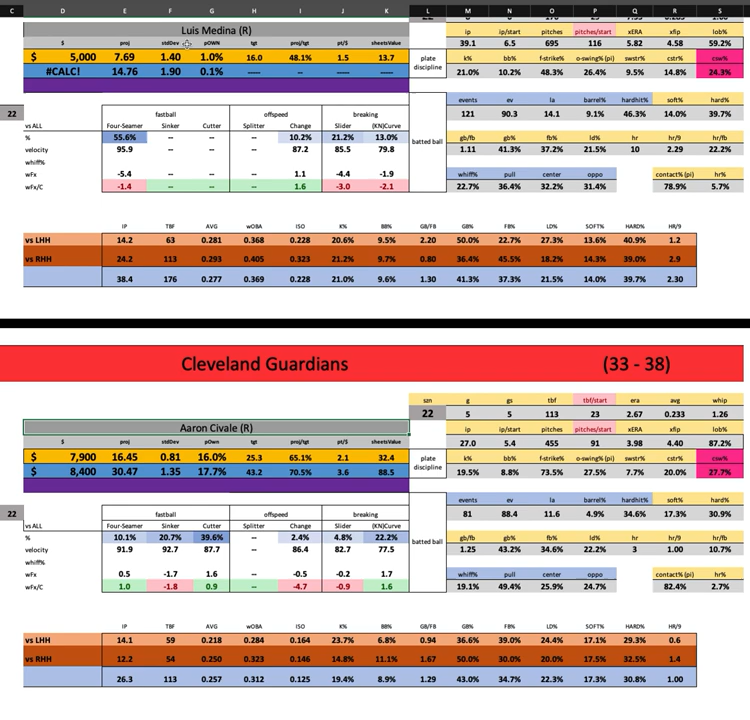 C D E F G H I J K L M N O P Q R S
Luis Medina (R)
ip ip/start pitches pitches/start xERA xfip lob%
39.1 6.5 695 116 5.82 4.58 59.2%
$ proj stdDev pOWN tgt proj/tgt pt/$ sheetsValue
$ 5,000 7.69 1.40 1.0% 16.0 48.1% 1.5 13.7
#CALC! 14.76 1.90 0.1% ----- ----- -- -----
plate discipline
k% bb% f-strike% o-swing% (pi) swstr% cstr% csw%
21.0% 10.2% 48.3% 26.4% 9.5% 14.8% 24.3%
22
fastball offspeed breaking
vs ALL Four-Seamer Sinker Cutter Splitter Change Slider (KN)Curve
% 55.6% -- -- -- 10.2% 21.2% 13.0%
velocity 95.9 -- -- -- 87.2 85.5 79.8
whiff%
wFx -5.4 -- -- -- 1.1 -4.4 -1.9
wFx/C -1.4 -- -- -- 1.6 -3.0 -2.1
batted ball
events ev la barrel% hardhit% soft% hard%
121 90.3 14.1 9.1% 46.3% 14.0% 39.7%
gb/fb gb% fb% ld% hr hr/9 hr/fb
1.11 41.3% 37.2% 21.5% 10 2.29 22.2%
whiff% pull center oppo contact% (pi) hr%
22.7% 36.4% 32.2% 31.4% 78.9% 5.7%
IP TBF AVG wOBA ISO K% BB% GB/FB GB% FB% LD% SOFT% HARD% HR/9
vs LHH 14.2 63 0.281 0.368 0.228 20.6% 9.5% 2.20 50.0% 22.7% 27.3% 13.6% 40.9% 1.2
vs RHH 24.2 113 0.293 0.405 0.323 21.2% 9.7% 0.80 36.4% 45.5% 18.2% 14.3% 39.0% 2.9
38.4 176 0.277 0.369 0.228 21.0% 9.6% 1.30 41.3% 37.3% 21.5% 14.0% 39.7% 2.30
Cleveland Guardians (33 - 38)
szn g gs tbf tbf/start era avg whip
22 5 5 113 23 2.67 0.233 1.26
Aaron Civale (R)
ip ip/start pitches pitches/start xERA xfip lob%
27.0 5.4 455 91 3.98 4.40 87.2%
$ proj stdDev pOwn tgt proj/tgt pt/$ sheetsValue
$ 7,900 16.45 0.81 16.0% 25.3 65.1% 2.1 32.4
$ 8,400 30.47 1.35 17.7% 43.2 70.5% 3.6 88.5
plate discipline
k% bb% f-strike% o-swing% (pi) swstr% cstr% csw%
19.5% 8.8% 73.5% 27.5% 7.7% 20.0% 27.7%
22
fastball offspeed breaking
vs ALL Four-Seamer Sinker Cutter Splitter Change Slider (KN)Curve
% 10.1% 20.7% 39.6% -- 2.4% 4.8% 22.2%
velocity 91.9 92.7 87.7 86.4 82.7 77.5
whiff%
wFx 0.5 -1.7 1.6 -- -0.5 -0.2 1.7
wFx/C 1.0 -1.8 0.9 -4.7 -0.9 1.6
batted ball
events ev la barrel% hardhit% soft% hard%
81 88.4 11.6 4.9% 34.6% 17.3% 30.9%
gb/fb gb% fb% ld% hr hr/9 hr/fb
1.25 43.2% 34.6% 22.2% 3 1.00 10.7%
whiff% pull center oppo contact% (pi) hr%
19.1% 49.4% 25.9% 24.7% 82.4% 2.7%
IP TBF AVG wOBA ISO K% BB% GB/FB GB% FB% LD% SOFT% HARD% HR/9
vs LHH 14.1 59 0.218 0.284 0.164 23.7% 6.8% 0.94 36.6% 39.0% 24.4% 17.1% 29.3% 0.6
vs RHH 12.2 54 0.250 0.323 0.146 14.8% 11.1% 1.67 50.0% 30.0% 20.0% 17.5% 32.5% 1.4
26.3 113 0.257 0.312 0.125 19.4% 8.9% 1.29 43.0% 34.7% 22.3% 17.3% 30.8% 1.00